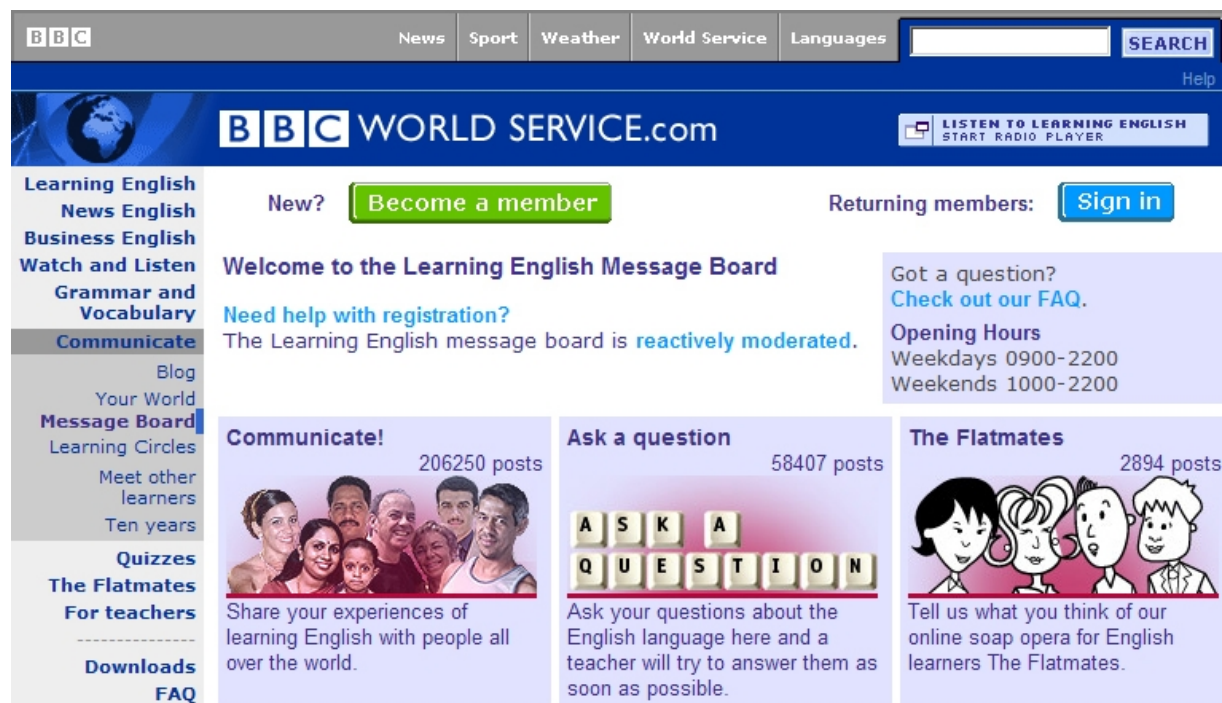 BBC
News Sport Weather World Service Languages SEARCH
Help
BBC WORLD SERVICE.com
LISTEN TO LEARNING ENGLISH
START RADIO PLAYER
Learning English
News English
Business English
Watch and Listen
Grammar and
Vocabulary
Communicate
Blog
Your World
Message Board
Learning Circles
Meet other
learners
Ten years
Quizzes
The Flatmates
For teachers
---------------
Downloads
FAQ
New? Become a member
Returning members: Sign in
Welcome to the Learning English Message Board
Need help with registration?
The Learning English message board is reactively moderated.
Got a question?
Check out our FAQ.
Opening Hours
Weekdays 0900-2200
Weekends 1000-2200
Communicate!
206250 posts
Share your experiences of
learning English with people all
over the world.
Ask a question
58407 posts
ASK A
QUESTION
Ask your questions about the
English language here and a
teacher will try to answer them as
soon as possible.
The Flatmates
2894 posts
Tell us what you think of our
online soap opera for English
learners The Flatmates.